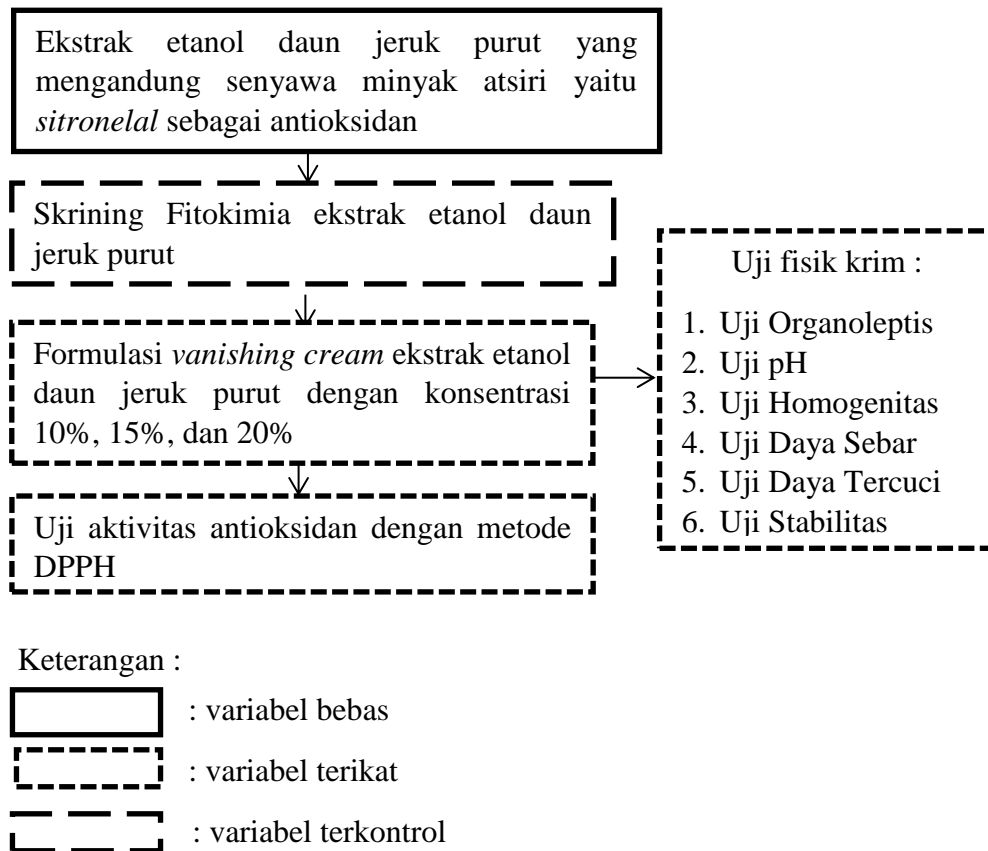 Ekstrak etanol daun jeruk purut yang
mengandung senyawa minyak atsiri yaitu
sitronelal sebagai antioksidan
Skrining Fitokimia ekstrak etanol daun
jeruk purut
Formulasi vanishing cream ekstrak etanol
daun jeruk purut dengan konsentrasi
10%, 15%, dan 20%
Uji aktivitas antioksidan dengan metode
DPPH
Uji fisik krim :
1. Uji Organoleptis
2. Uji pH
3. Uji Homogenitas
4. Uji Daya Sebar
5. Uji Daya Tercuci
6. Uji Stabilitas
Keterangan :
: variabel bebas
: variabel terikat
: variabel terkontrol